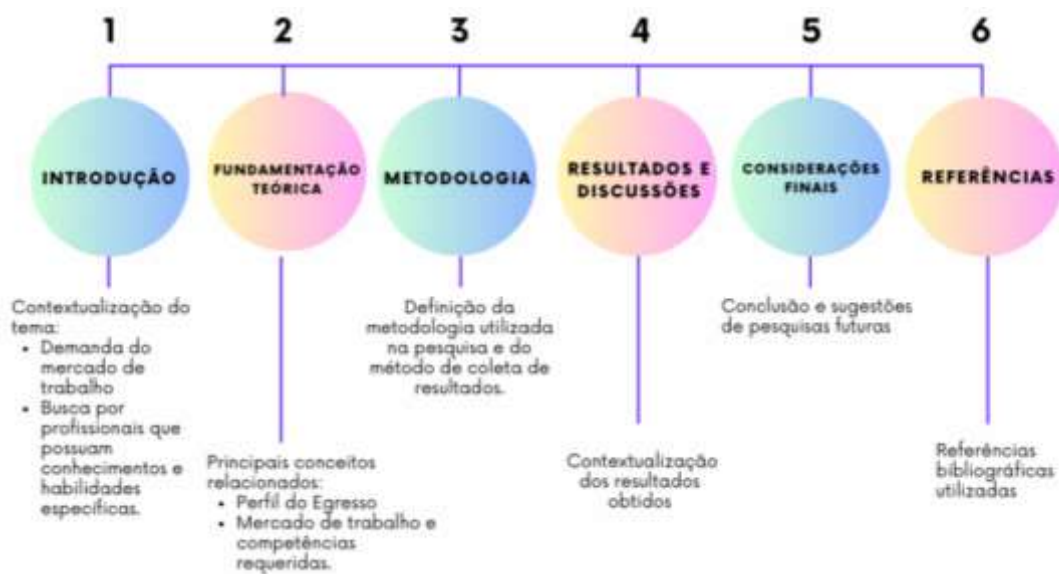 1
2
3
4
5
6
INTRODUÇÃO
FUNDAMENTAÇÃO
TEÓRICA
METODOLOGIA
RESULTADOS E
DISCUSSÕES
CONSIDERAÇÕES
FINAIS
REFERÊNCIAS
Contextualização do
tema:
• Demanda do
mercado de
trabalho
• Busca por
profissionais que
possuam
conhecimentos e
habilidades
específicas.
Principais conceitos
relacionados:
• Perfil do Egresso
• Mercado de trabalho e
competências
requeridas.
Definição da
metodologia utilizada
na pesquisa e do
método de coleta de
resultados.
Contextualização
dos resultados
obtidos
Conclusão e sugestões
de pesquisas futuras
Referências
bibliográficas
utilizadas